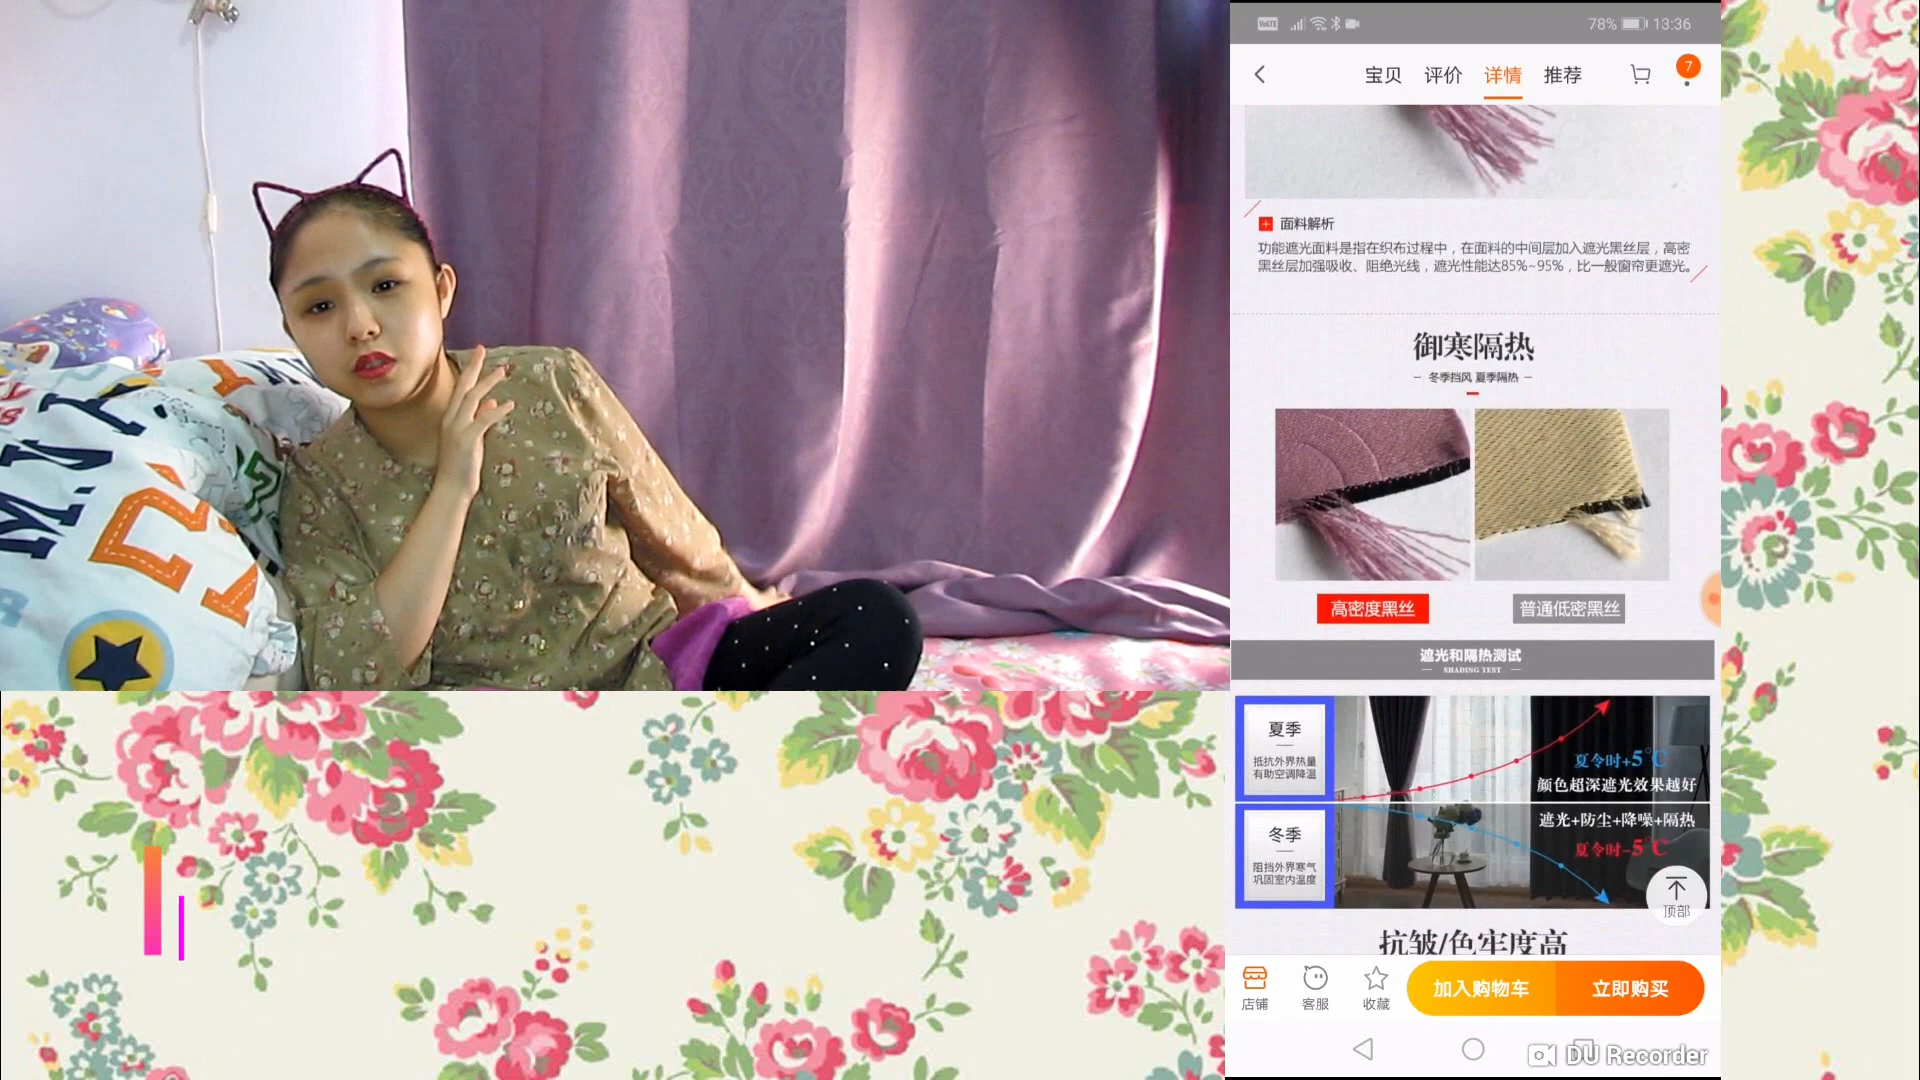 VoLTE
78% 13:36
宝贝 评价 详情 推荐
7
面料解析
功能遮光面料是指在织布过程中，在面料的中间层加入遮光黑丝层，高密
黑丝层加强吸收、阻绝光线，遮光性能达85%~95%，比一般窗帘更遮光。
御寒隔热
— 冬季挡风 夏季隔热 —
高密度黑丝 普通低密黑丝
遮光和隔热测试
— SHADING TEST —
夏季
抵抗外界热量
有助空调降温
夏令时+5℃
颜色超深遮光效果越好
冬季
阻挡外界寒气
巩固室内温度
遮光+防尘+降噪+隔热
夏令时-5℃
顶部
抗皱/色牢度高
店铺 客服 收藏 加入购物车 立即购买
DU Recorder